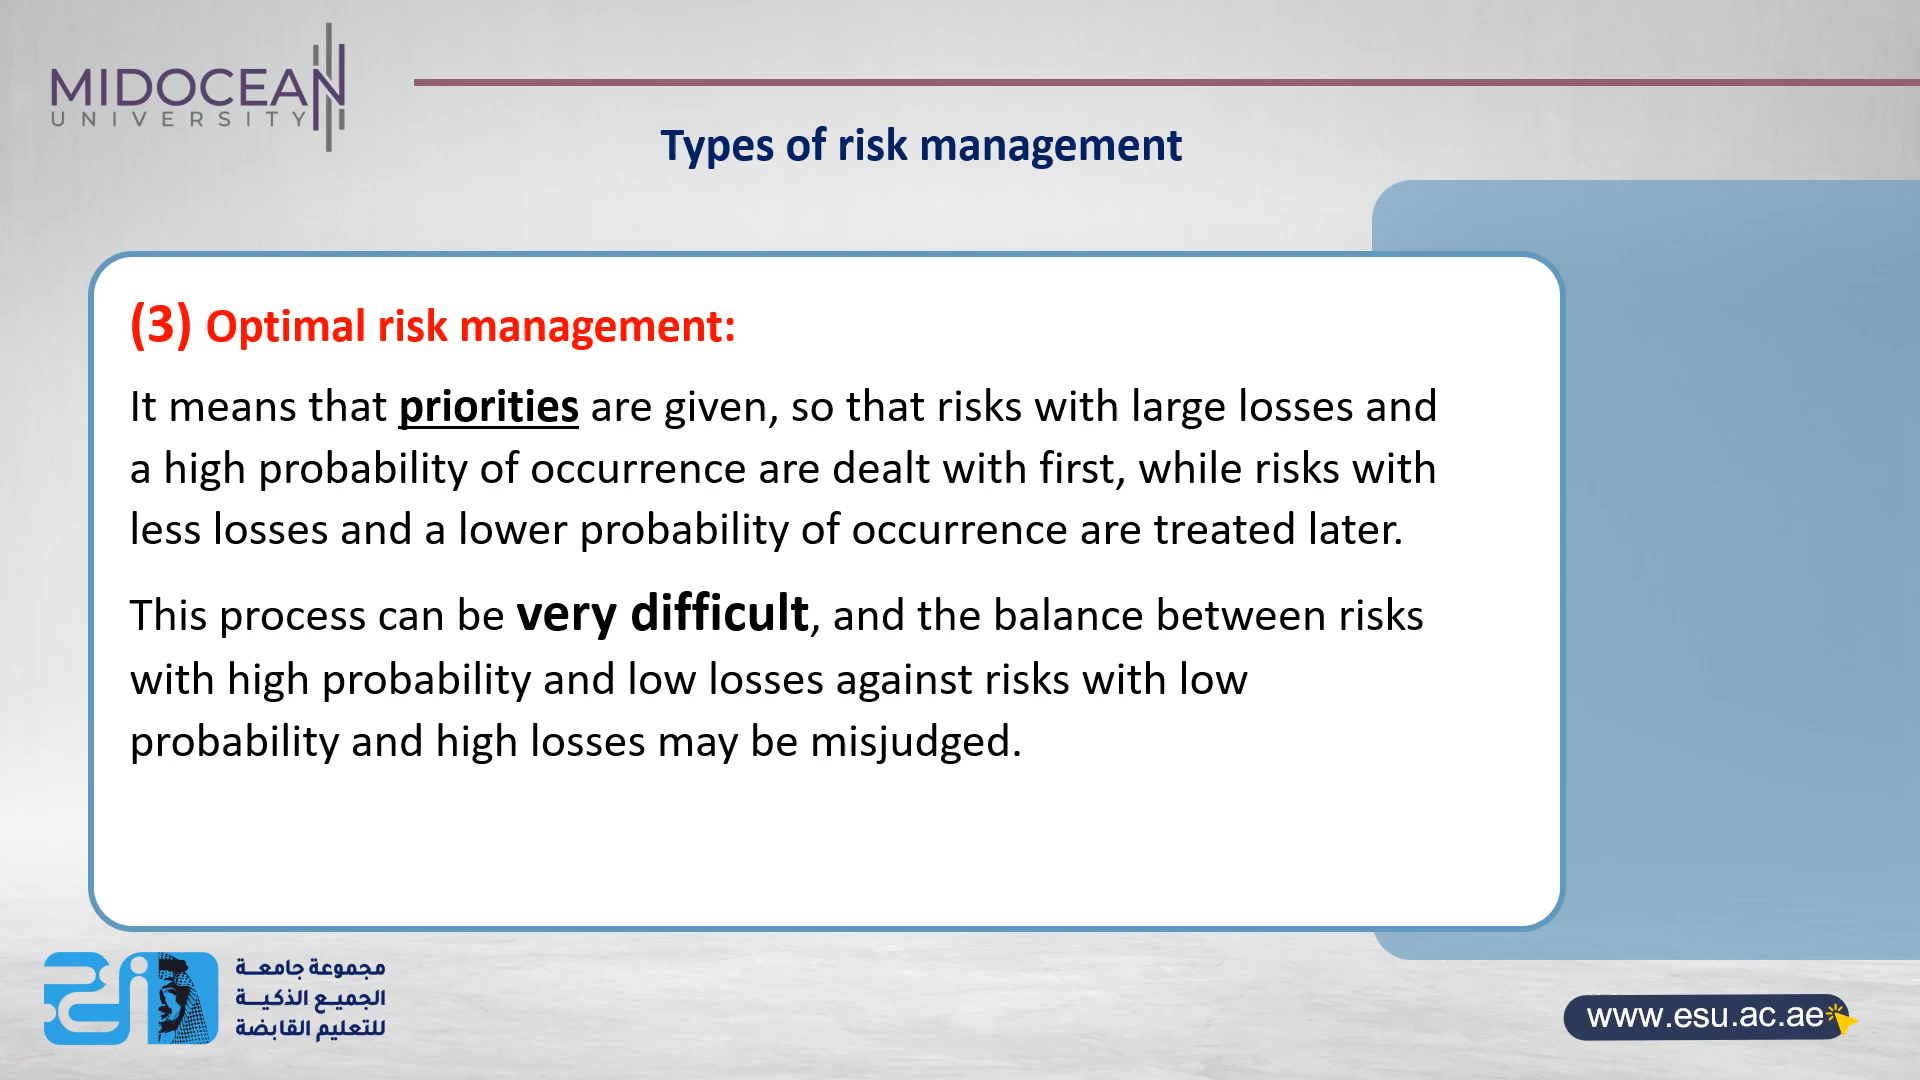 MIDOCEAN
UNIVERSITY
Types of risk management
(3) Optimal risk management:
It means that priorities are given, so that risks with large losses and
a high probability of occurrence are dealt with first, while risks with
less losses and a lower probability of occurrence are treated later.
This process can be very difficult, and the balance between risks
with high probability and low losses against risks with low
probability and high losses may be misjudged.
مجموعة جامعـــة
الجميـع الذكيــة
للتعليم القابضة
www.esu.ac.ae